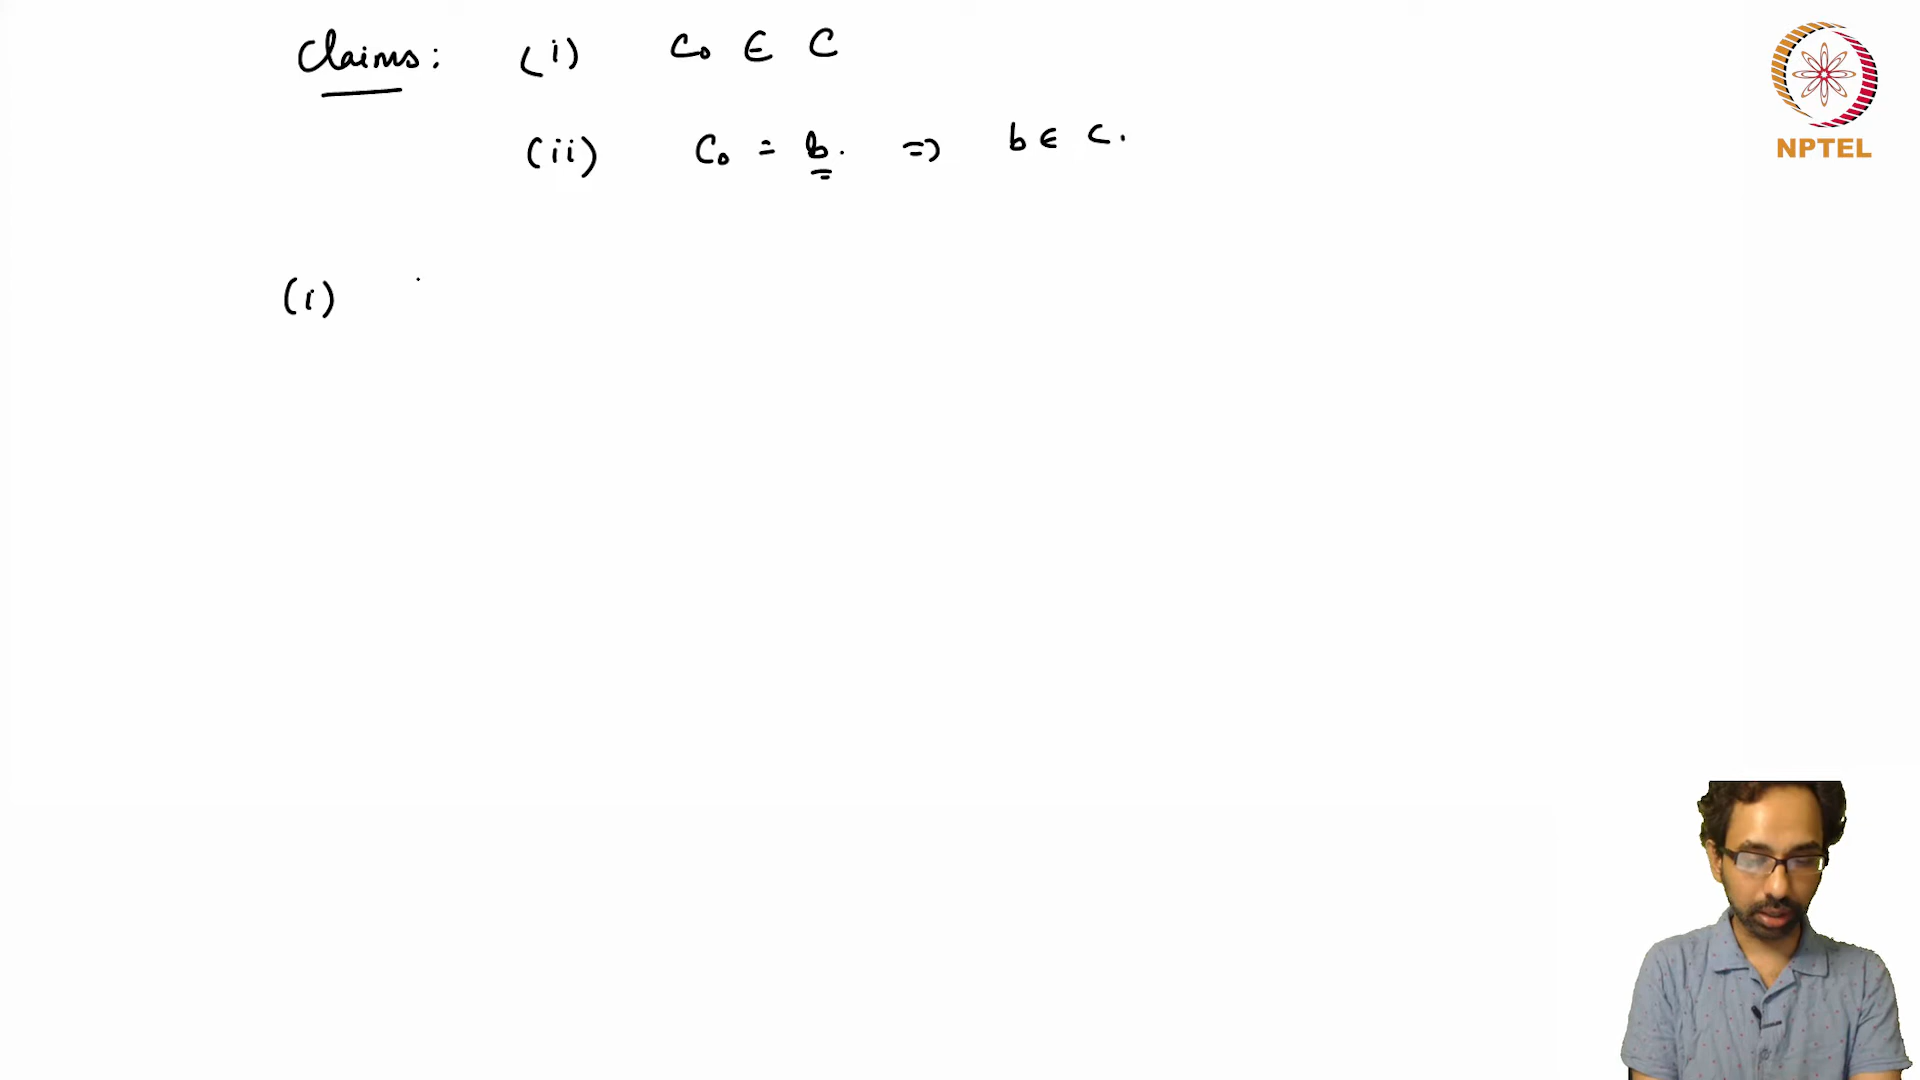 Claims: (i) C₀ ∈ C
(ii) C₀ = b. => b ∈ C.
(i)
NPTEL